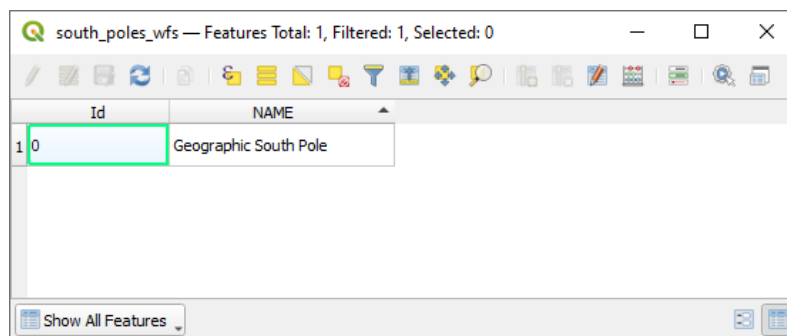 south_poles_wfs — Features Total: 1, Filtered: 1, Selected: 0
Id NAME
1 0 Geographic South Pole
Show All Features